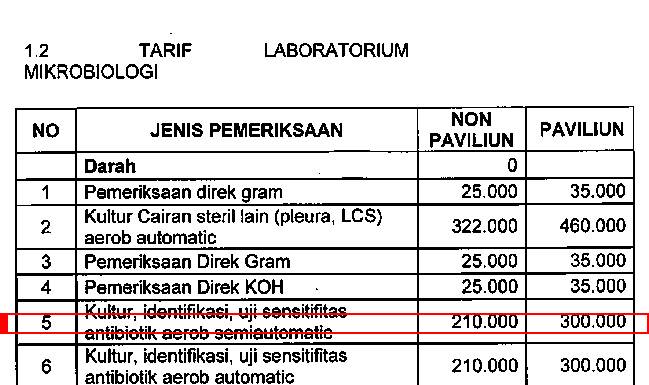 1.2 TARIF LABORATORIUM
MIKROBIOLOGI
NO JENIS PEMERIKSAAN NON PAVILIUN PAVILIUN
Darah 0
1 Pemeriksaan direk gram 25.000 35.000
2 Kultur Cairan steril lain (pleura, LCS) aerob automatic 322.000 460.000
3 Pemeriksaan Direk Gram 25.000 35.000
4 Pemeriksaan Direk KOH 25.000 35.000
5 Kultur, identifikasi, uji sensitifitas antibiotik aerob semiautomatic 210.000 300.000
6 Kultur, identifikasi, uji sensitifitas antibiotik aerob automatic 210.000 300.000